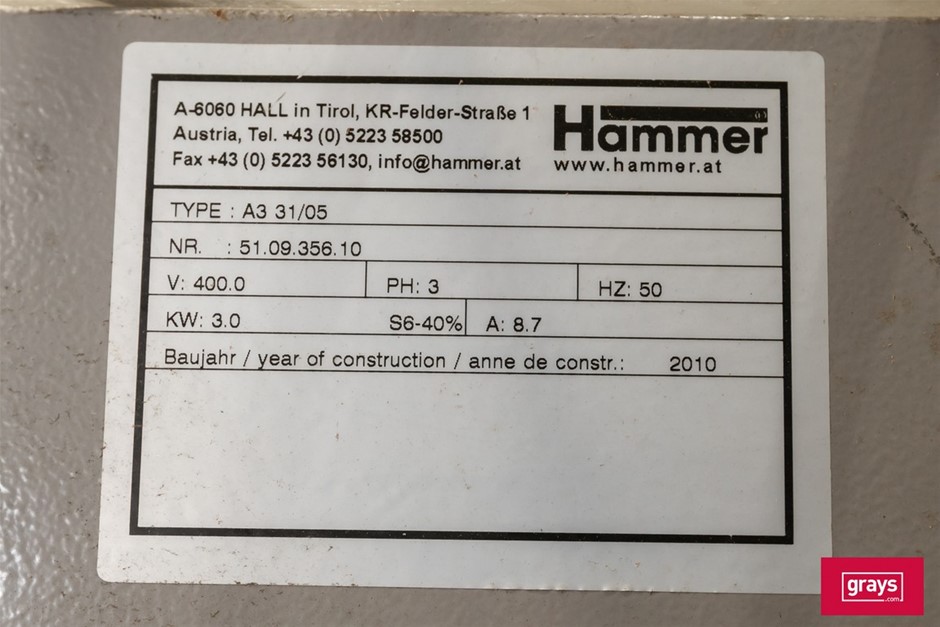 A-6060 HALL in Tirol, KR-Felder-Straße 1
Austria, Tel. +43 (0) 5223 58500
Fax +43 (0) 5223 56130, info@hammer.at
Hammer
www.hammer.at
TYPE : A3 31/05
NR. : 51.09.356.10
V: 400.0 PH: 3 HZ: 50
KW: 3.0 S6-40% A: 8.7
Baujahr / year of construction / anne de constr.: 2010
grays
.com